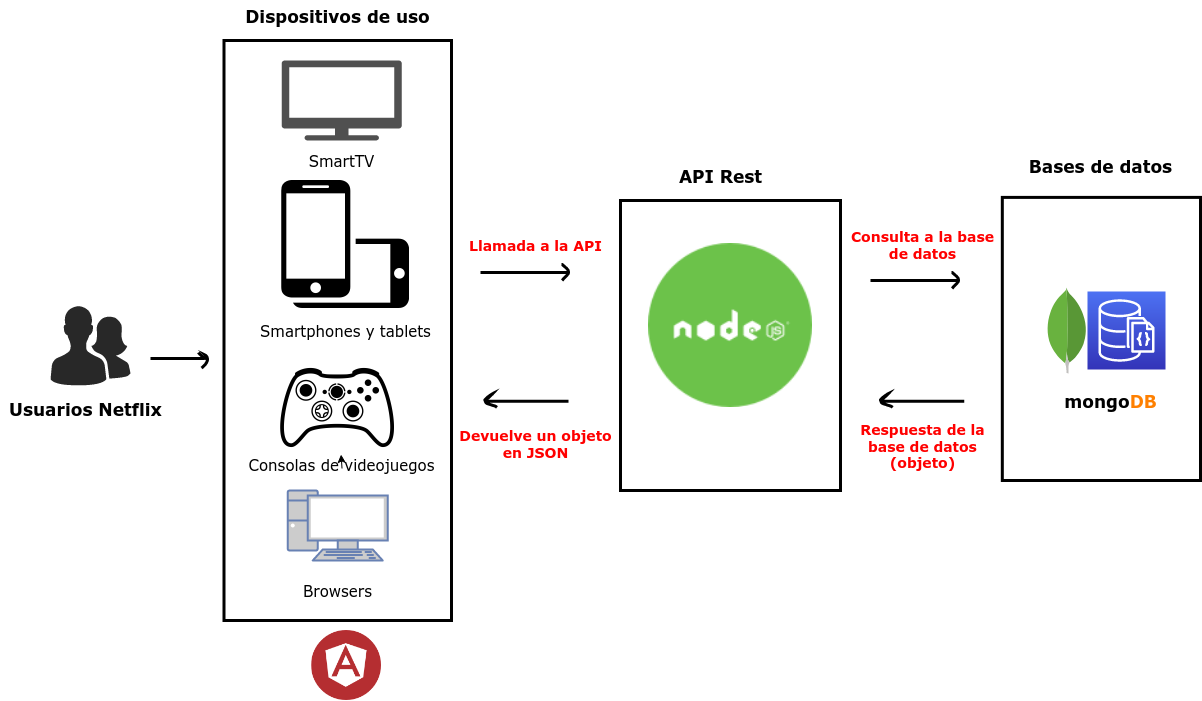 Dispositivos de uso
SmartTV
Smartphones y tablets
Usuarios Netflix
Consolas de videojuegos
Browsers
Llamada a la API
Devuelve un objeto
en JSON
API Rest
node
JS
Consulta a la base
de datos
Respuesta de la
base de datos
(objeto)
Bases de datos
{}
mongoDB
A